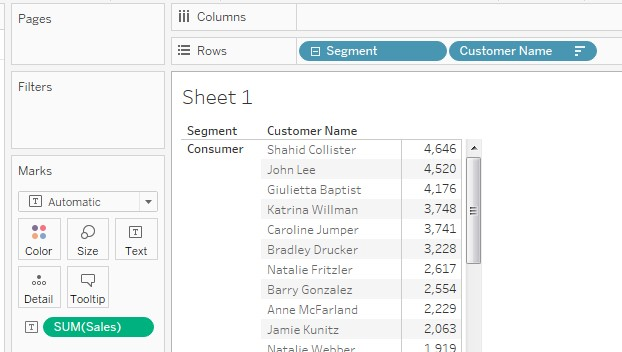 Pages
Columns
Rows
Segment
Customer Name
Filters
Sheet 1
Segment Customer Name
Consumer Shahid Collister 4,646
John Lee 4,520
Giulietta Baptist 4,176
Katrina Willman 3,748
Caroline Jumper 3,741
Bradley Drucker 3,228
Natalie Fritzler 2,617
Barry Gonzalez 2,554
Anne McFarland 2,229
Jamie Kunitz 2,063
Natalie Webber 1,919
Marks
T Automatic
Color
Size
T
Text
Detail
Tooltip
T SUM(Sales)